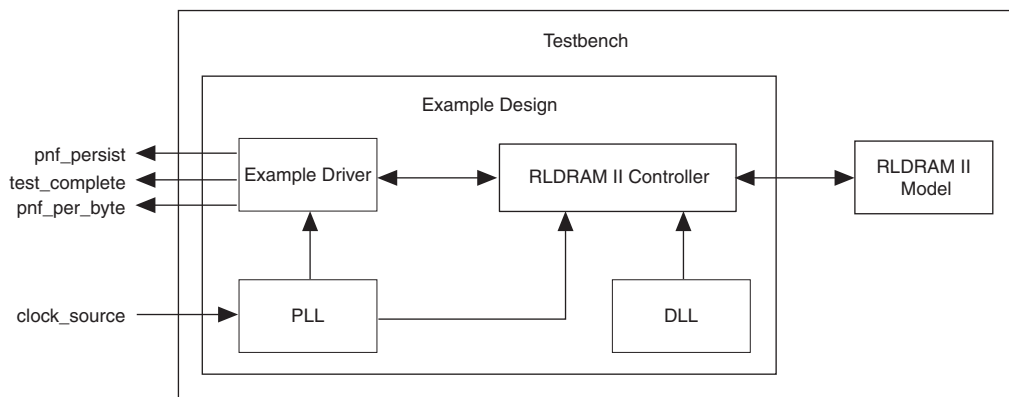 Testbench
Example Design
pnf_persist
test_complete
pnf_per_byte
Example Driver
RLDRAM II Controller
RLDRAM II
Model
clock_source
PLL
DLL